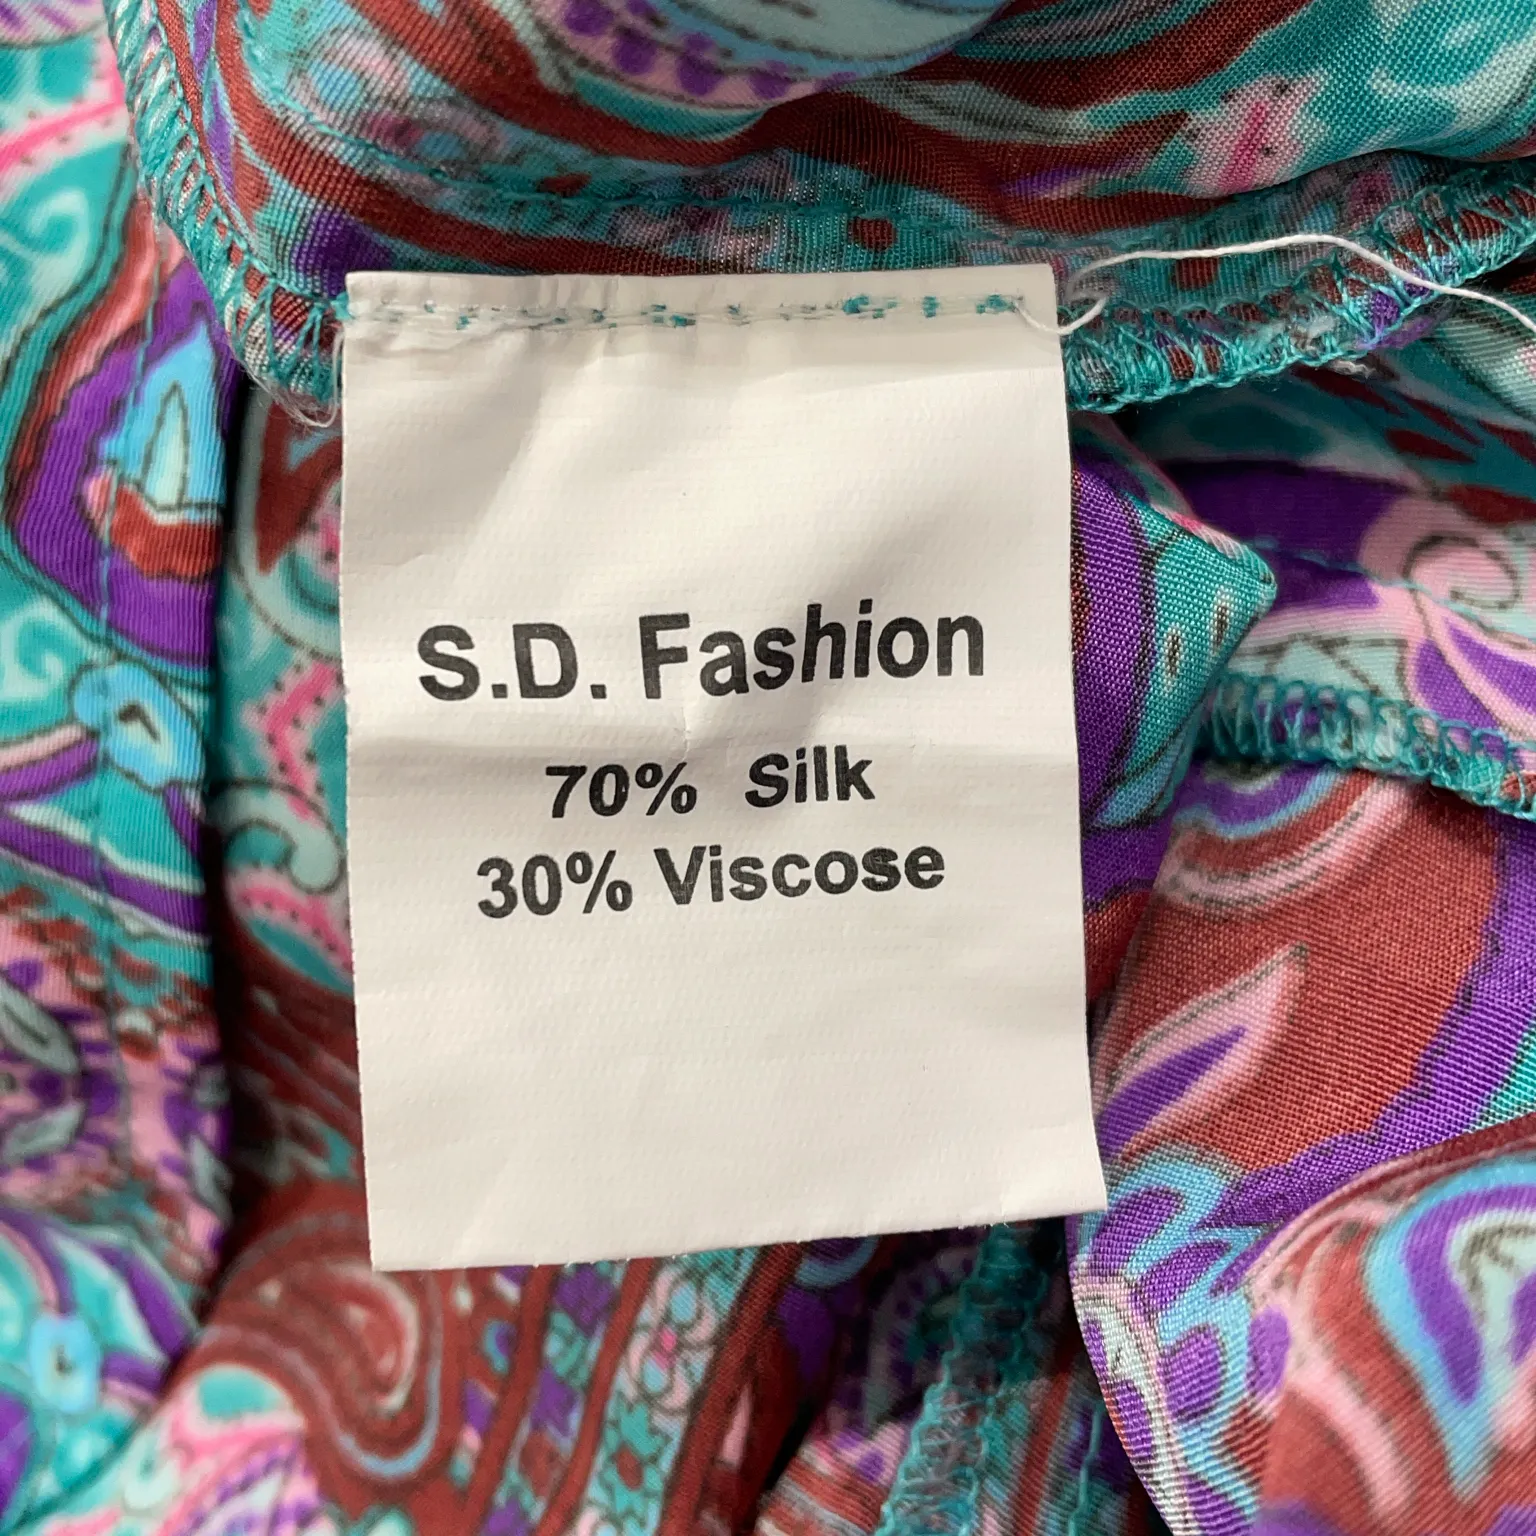 S.D. Fashion
70% Silk
30% Viscose